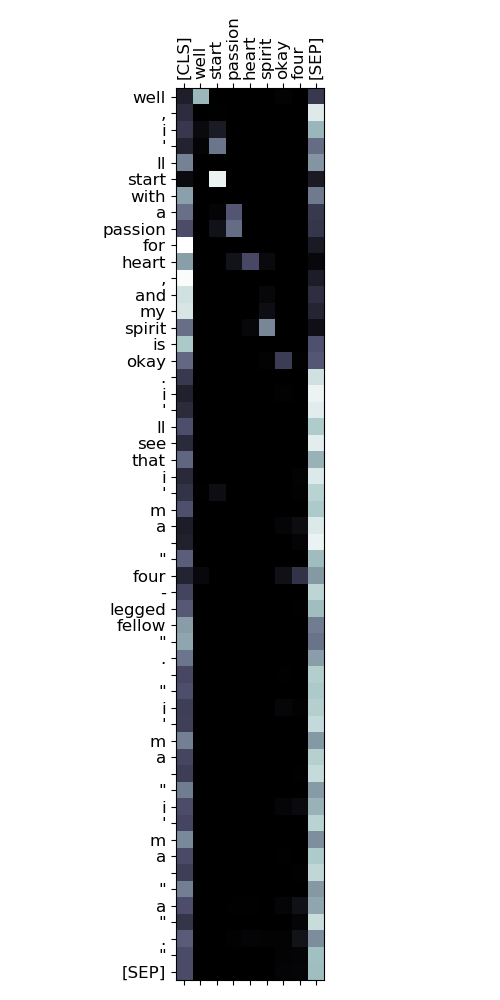 [CLS]
well
start
passion
heart
spirit
okay
four
[SEP]
well
,
i
'
ll
start
with
a
passion
for
heart
,
and
my
spirit
is
okay
.
i
'
ll
see
that
i
'
m
a
"
four
-
legged
fellow
"
.
"
i
'
m
a
"
i
'
m
a
"
a
"
.
"
[SEP]